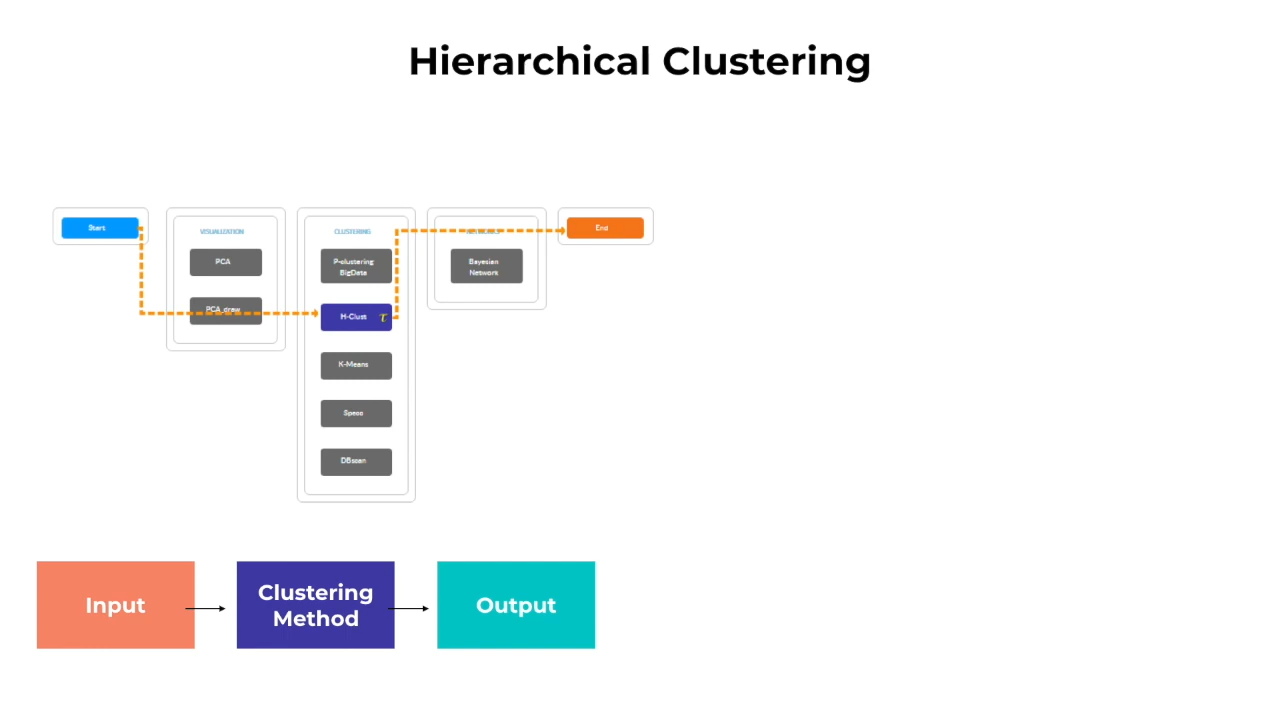 Hierarchical Clustering
Start
VISUALIZATION
PCA
PCA_draw
CLUSTERING
P-clustering
BigData
H-Clust τ
K-Means
Specc
DBscan
Bayesian
Network
End
Input
Clustering
Method
Output